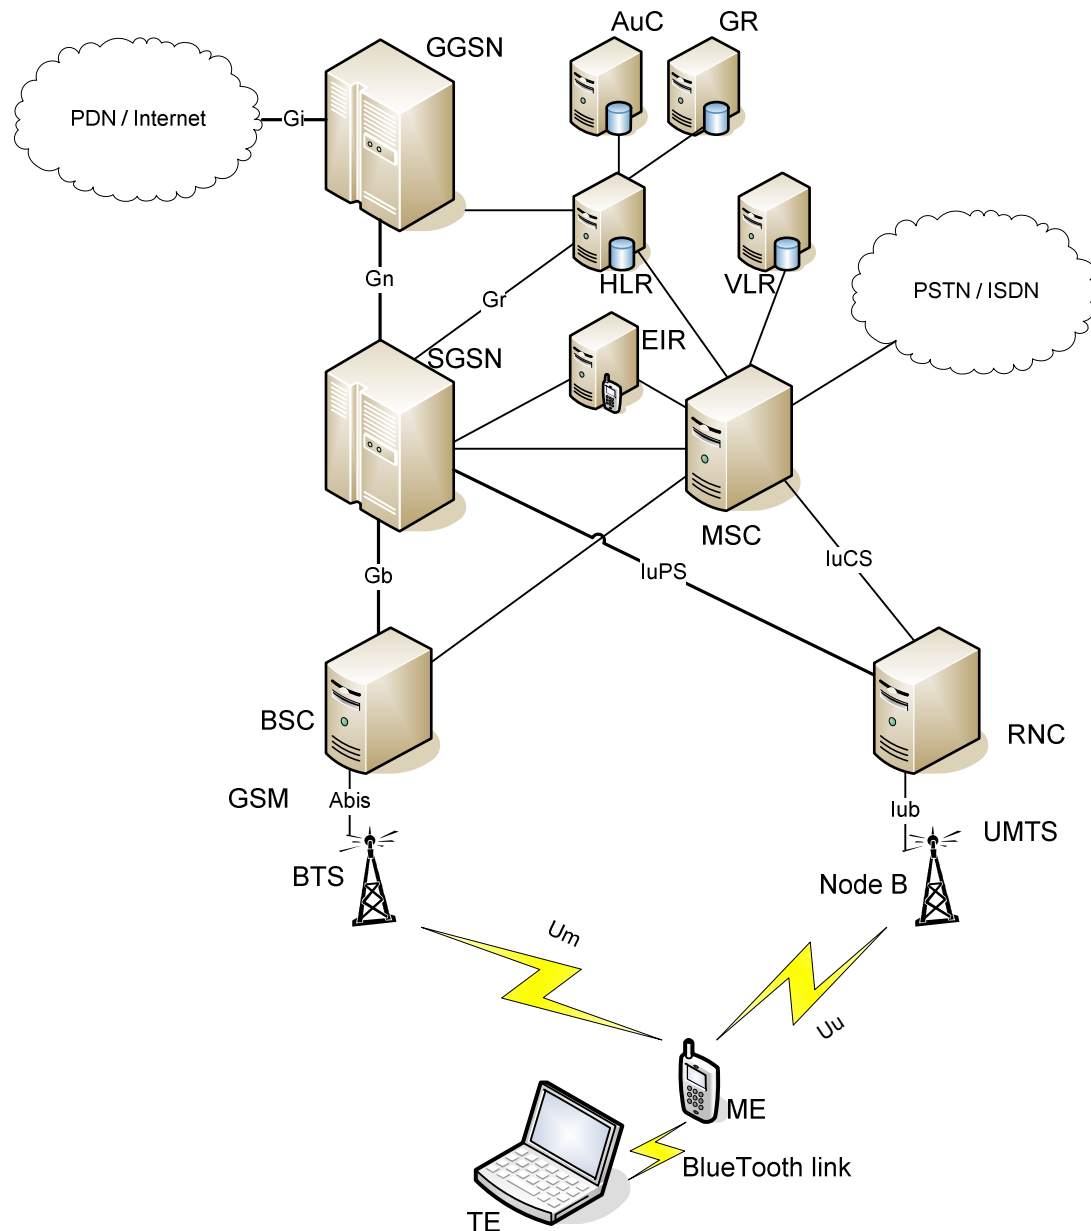 AuC
GR
GGSN
PDN / Internet
Gi
HLR
VLR
PSTN / ISDN
Gn
Gr
EIR
SGSN
MSC
IuCS
Gb
IuPS
BSC
RNC
GSM
Abis
Iub
UMTS
BTS
Node B
Um
Uu
ME
BlueTooth link
TE